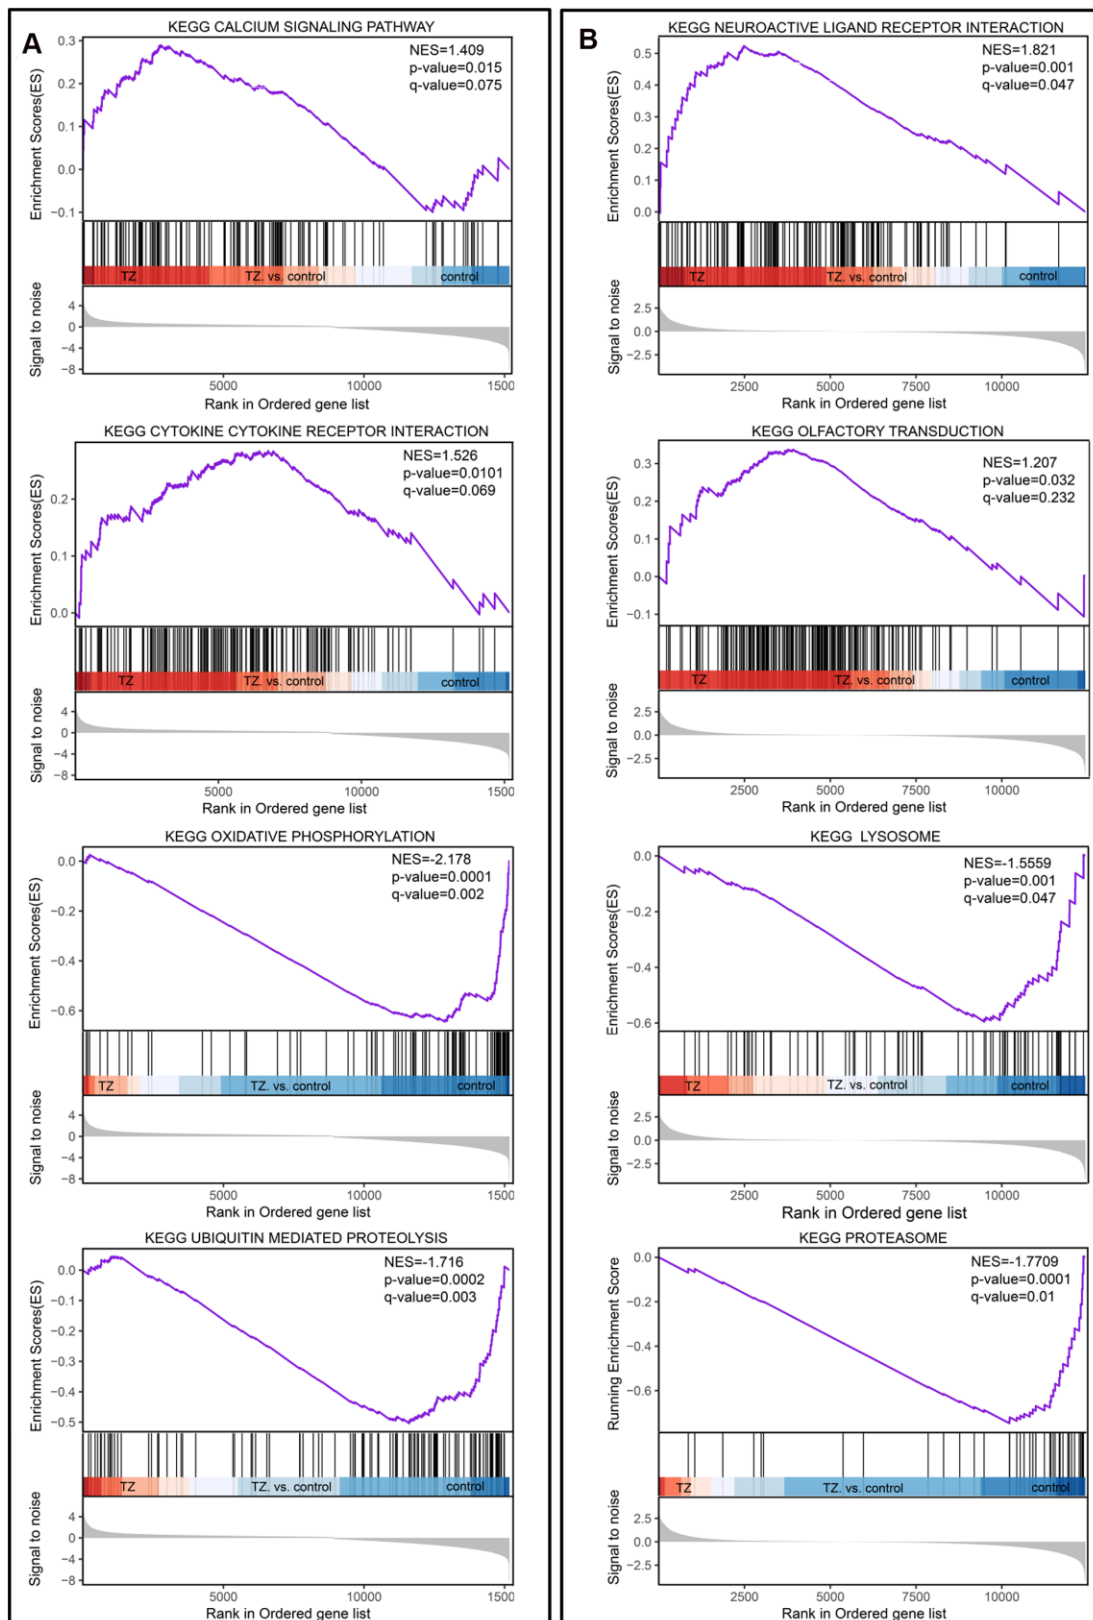 A
KEGG CALCIUM SIGNALING PATHWAY
NES=1.409
p-value=0.015
q-value=0.075
Enrichment Scores(ES)
0.3
0.2
0.1
0.0
−0.1
TZ
TZ. vs. control
control
Signal to noise
4
0
−4
−8
5000
10000
1500
Rank in Ordered gene list
KEGG CYTOKINE CYTOKINE RECEPTOR INTERACTION
NES=1.526
p-value=0.0101
q-value=0.069
Enrichment Scores(ES)
0.2
0.1
0.0
TZ
TZ. vs. control
control
Signal to noise
4
0
−4
−8
5000
10000
1500
Rank in Ordered gene list
KEGG OXIDATIVE PHOSPHORYLATION
NES=-2.178
p-value=0.0001
q-value=0.002
Enrichment Scores(ES)
0.0
−0.2
−0.4
−0.6
TZ
TZ. vs. control
control
Signal to noise
4
0
−4
−8
5000
10000
1500
Rank in Ordered gene list
KEGG UBIQUITIN MEDIATED PROTEOLYSIS
NES=-1.716
p-value=0.0002
q-value=0.003
Enrichment Scores(ES)
0.0
−0.1
−0.2
−0.3
−0.4
−0.5
TZ
TZ. vs. control
control
Signal to noise
4
0
−4
−8
5000
10000
1500
Rank in Ordered gene list
B
KEGG NEUROACTIVE LIGAND RECEPTOR INTERACTION
NES=1.821
p-value=0.001
q-value=0.047
Enrichment Scores(ES)
0.5
0.4
0.3
0.2
0.1
0.0
TZ
TZ. vs. control
control
Signal to noise
2.5
0.0
−2.5
2500
5000
7500
10000
Rank in Ordered gene list
KEGG OLFACTORY TRANSDUCTION
NES=1.207
p-value=0.032
q-value=0.232
Enrichment Scores(ES)
0.3
0.2
0.1
0.0
−0.1
TZ
TZ. vs. control
control
Signal to noise
2.5
0.0
−2.5
2500
5000
7500
10000
Rank in Ordered gene list
KEGG LYSOSOME
NES=-1.5559
p-value=0.001
q-value=0.047
Enrichment Scores(ES)
0.0
−0.2
−0.4
−0.6
TZ
TZ. vs. control
control
Signal to noise
2.5
0.0
−2.5
2500
5000
7500
10000
Rank in Ordered gene list
KEGG PROTEASOME
NES=-1.7709
p-value=0.0001
q-value=0.01
Running Enrichment Score
0.0
−0.2
−0.4
−0.6
TZ
TZ. vs. control
control
Signal to noise
2.5
0.0
−2.5
2500
5000
7500
10000
Rank in Ordered gene list